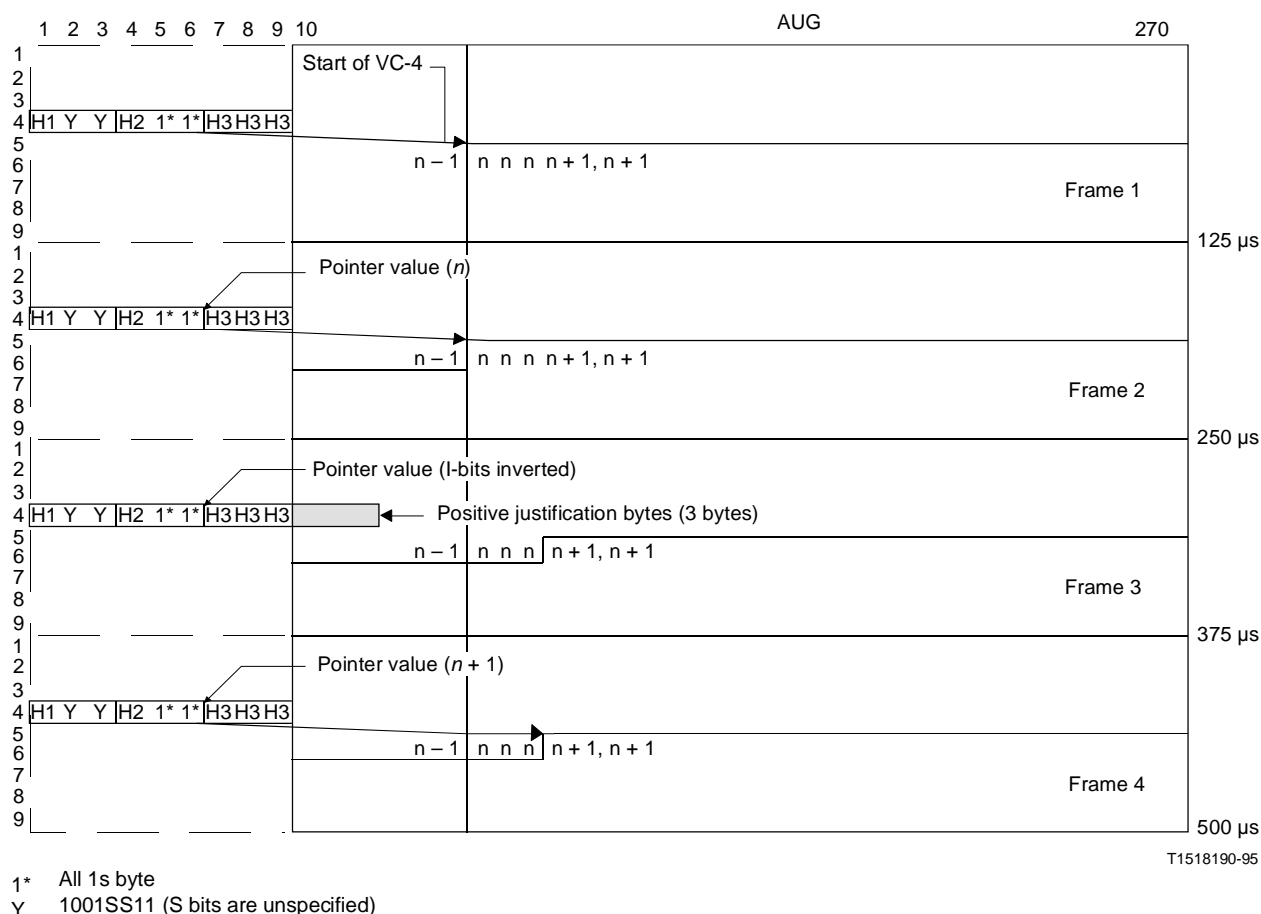 1 2 3 4 5 6 7 8 9 10 AUG 270
1
2
3
4 H1 Y Y H2 1* 1* H3 H3 H3
5
6
7
8
9
Start of VC-4
n – 1 n n n n + 1, n + 1
Frame 1
125 µs
1
2
3
4 H1 Y Y H2 1* 1* H3 H3 H3
5
6
7
8
9
Pointer value (n)
n – 1 n n n n + 1, n + 1
Frame 2
250 µs
1
2
3
4 H1 Y Y H2 1* 1* H3 H3 H3
5
6
7
8
9
Pointer value (I-bits inverted)
Positive justification bytes (3 bytes)
n – 1 n n n n + 1, n + 1
Frame 3
375 µs
1
2
3
4 H1 Y Y H2 1* 1* H3 H3 H3
5
6
7
8
9
Pointer value (n + 1)
n – 1 n n n n + 1, n + 1
Frame 4
500 µs
T1518190-95
1* All 1s byte
Y 1001SS11 (S bits are unspecified)